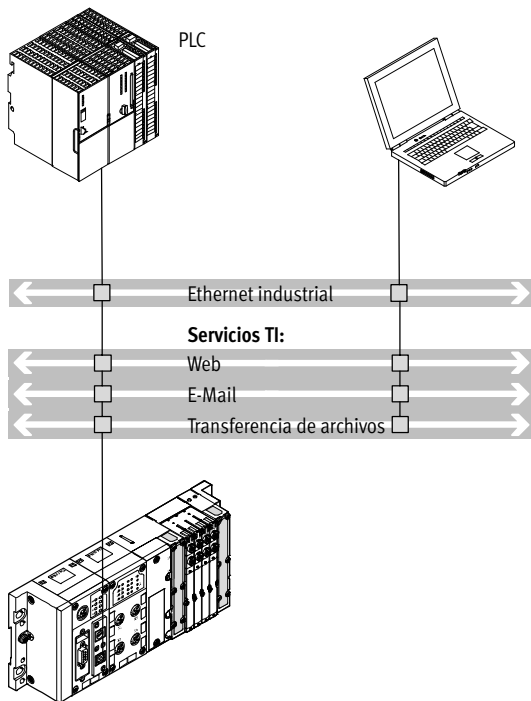 PLC
Ethernet industrial
Servicios TI:
Web
E-Mail
Transferencia de archivos